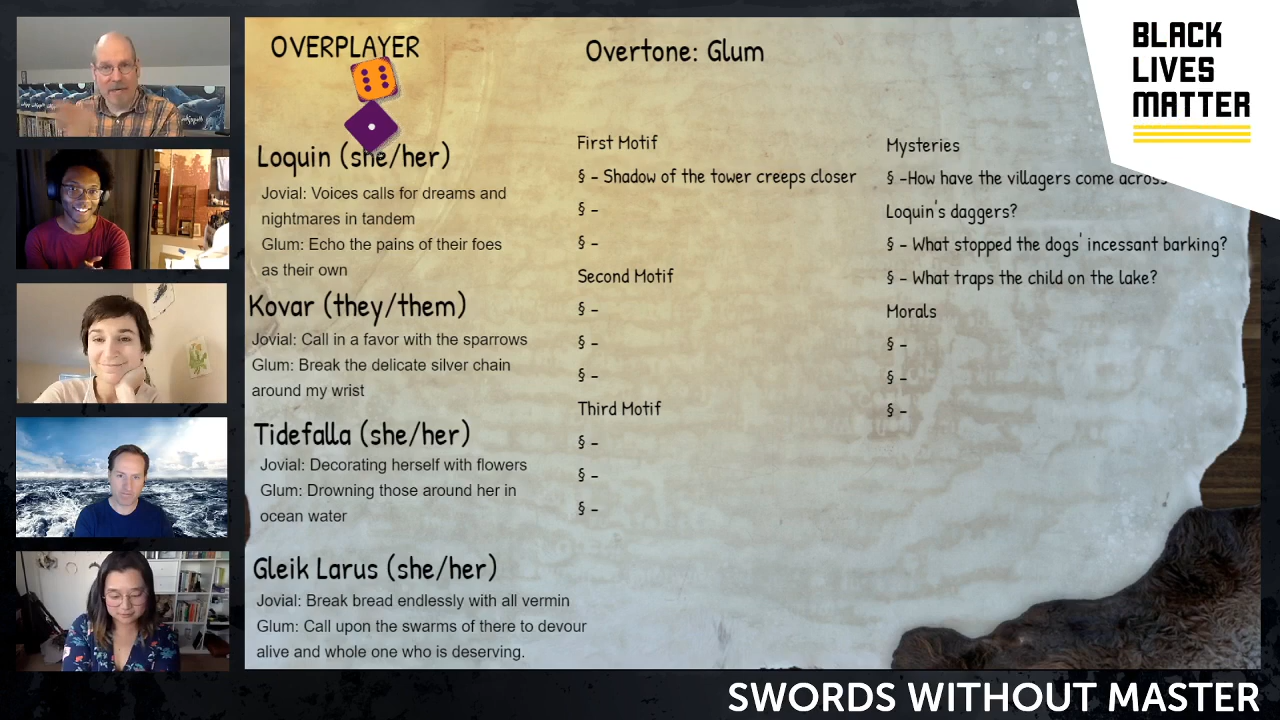 OVERPLAYER
Loquin (she/her)
Jovial: Voices calls for dreams and
nightmares in tandem
Glum: Echo the pains of their foes
as their own
Kovar (they/them)
Jovial: Call in a favor with the sparrows
Glum: Break the delicate silver chain
around my wrist
Tidefalla (she/her)
Jovial: Decorating herself with flowers
Glum: Drowning those around her in
ocean water
Gleik Larus (she/her)
Jovial: Break bread endlessly with all vermin
Glum: Call upon the swarms of there to devour
alive and whole one who is deserving.
Overtone: Glum
First Motif
§ - Shadow of the tower creeps closer
§ -
§ -
Second Motif
§ -
§ -
§ -
Third Motif
§ -
§ -
§ -
Mysteries
§ -How have the villagers come across
Loquin's daggers?
§ - What stopped the dogs' incessant barking?
§ - What traps the child on the lake?
Morals
§ -
§ -
§ -
BLACK
LIVES
MATTER
SWORDS WITHOUT MASTER